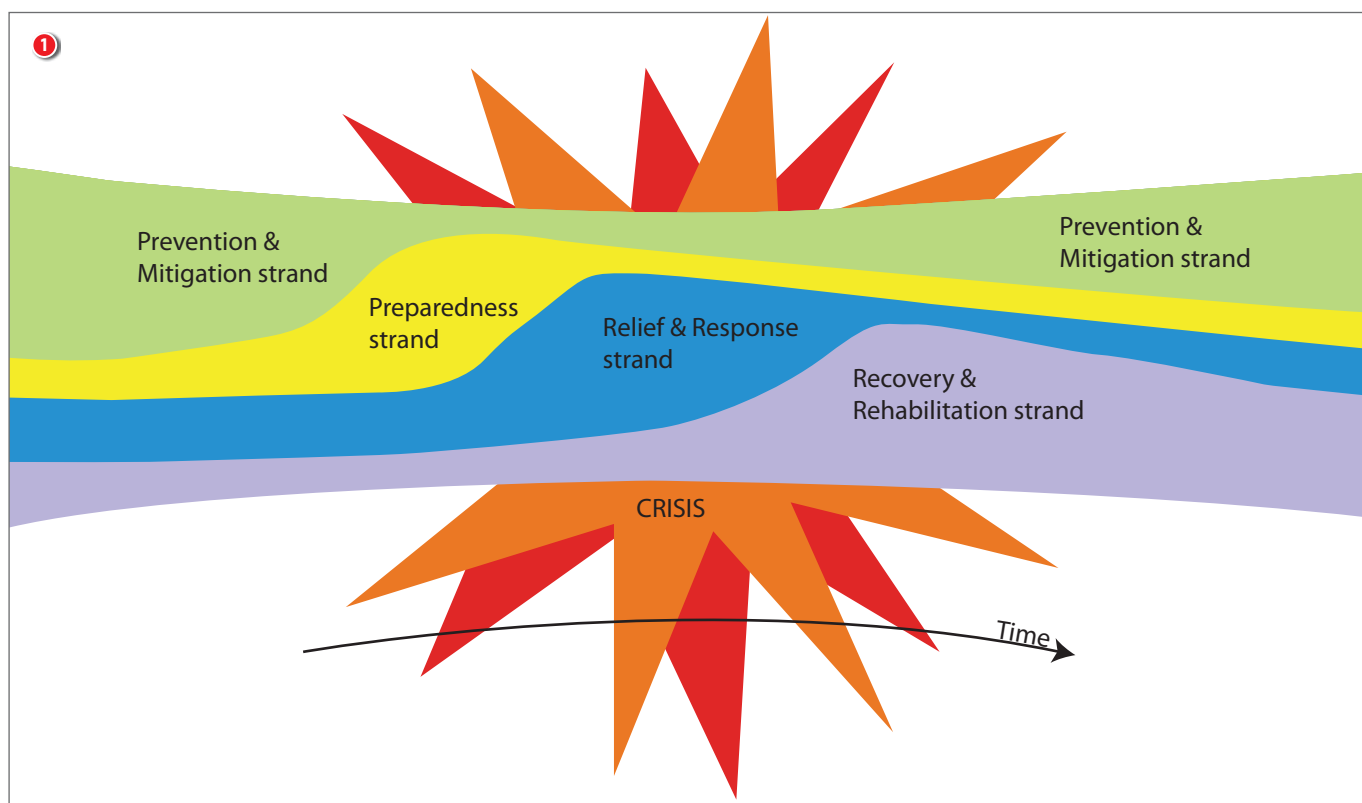 1
Prevention &
Mitigation strand
Preparedness
strand
Relief & Response
strand
Recovery &
Rehabilitation strand
Prevention &
Mitigation strand
CRISIS
Time